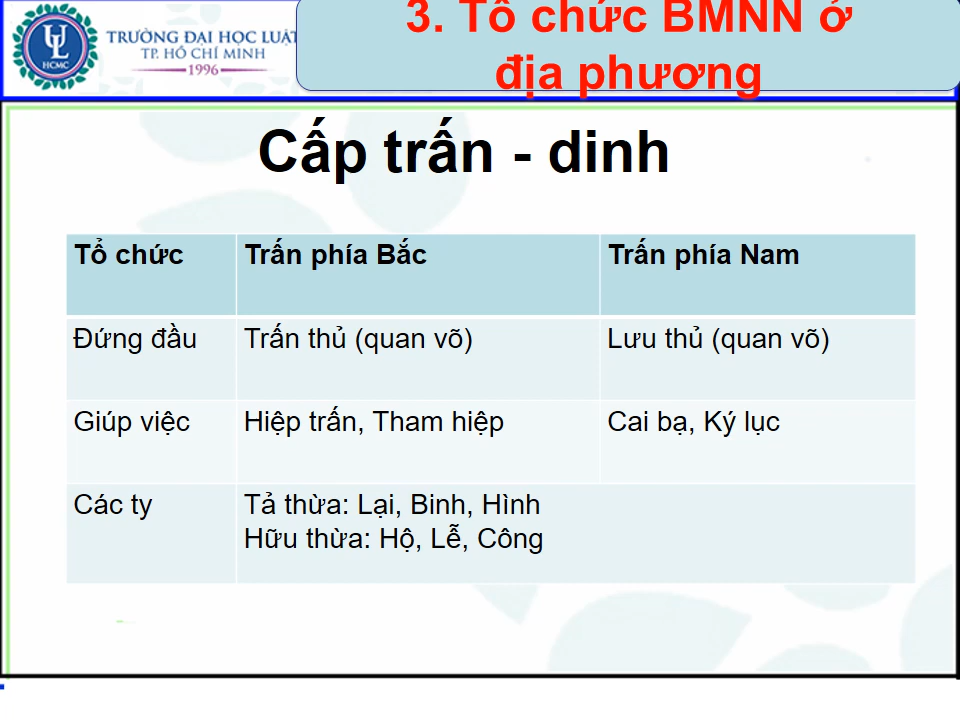 TRƯỜNG ĐẠI HỌC LUẬT
TP. HỒ CHÍ MINH
1996
HCMC
3. Tổ chức BMNN ở
địa phương
Cấp trấn - dinh
Tổ chức
Trấn phía Bắc
Trấn phía Nam
Đứng đầu
Trấn thủ (quan võ)
Lưu thủ (quan võ)
Giúp việc
Hiệp trấn, Tham hiệp
Cai bạ, Ký lục
Các ty
Tả thừa: Lại, Binh, Hình
Hữu thừa: Hộ, Lễ, Công